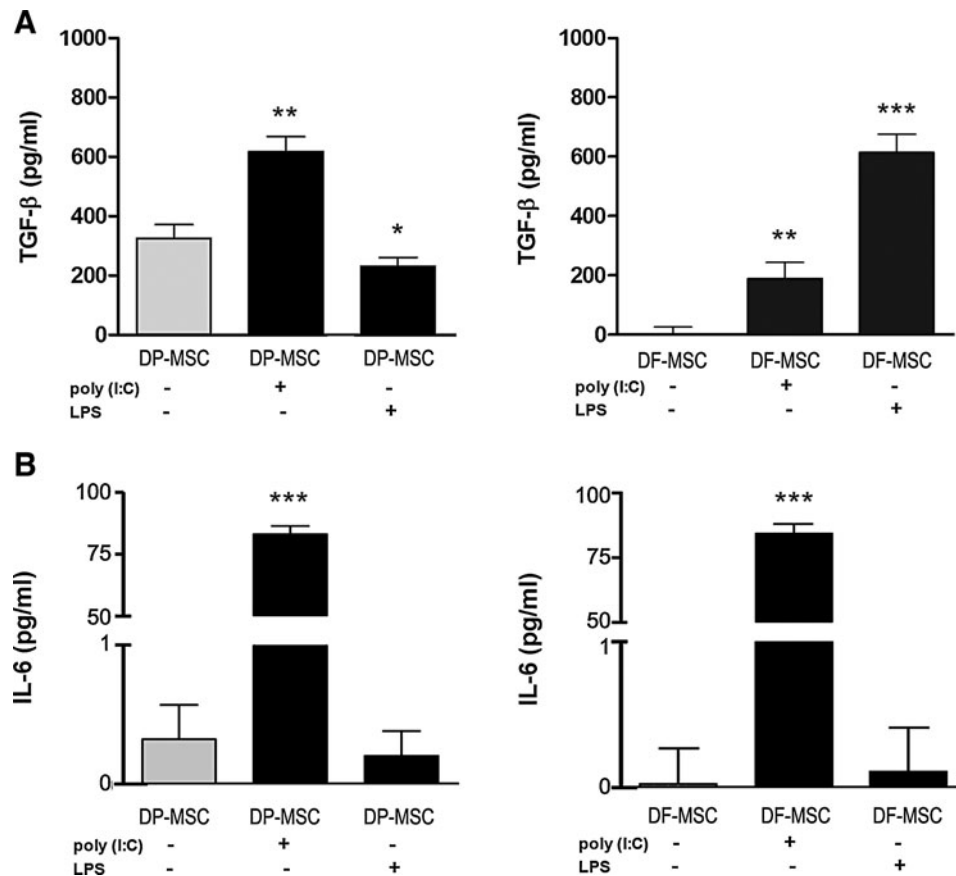 A
TGF-β (pg/ml)
1000
800
600
400
200
0
**
*
DP-MSC DP-MSC DP-MSC
poly (I:C) - + -
LPS - - +
TGF-β (pg/ml)
1000
800
600
400
200
0
**
***
DF-MSC DF-MSC DF-MSC
poly (I:C) - + -
LPS - - +
B
IL-6 (pg/ml)
100
75
50
1
0
***
DP-MSC DP-MSC DP-MSC
poly (I:C) - + -
LPS - - +
IL-6 (pg/ml)
100
75
50
1
0
***
DF-MSC DF-MSC DF-MSC
poly (I:C) - + -
LPS - - +